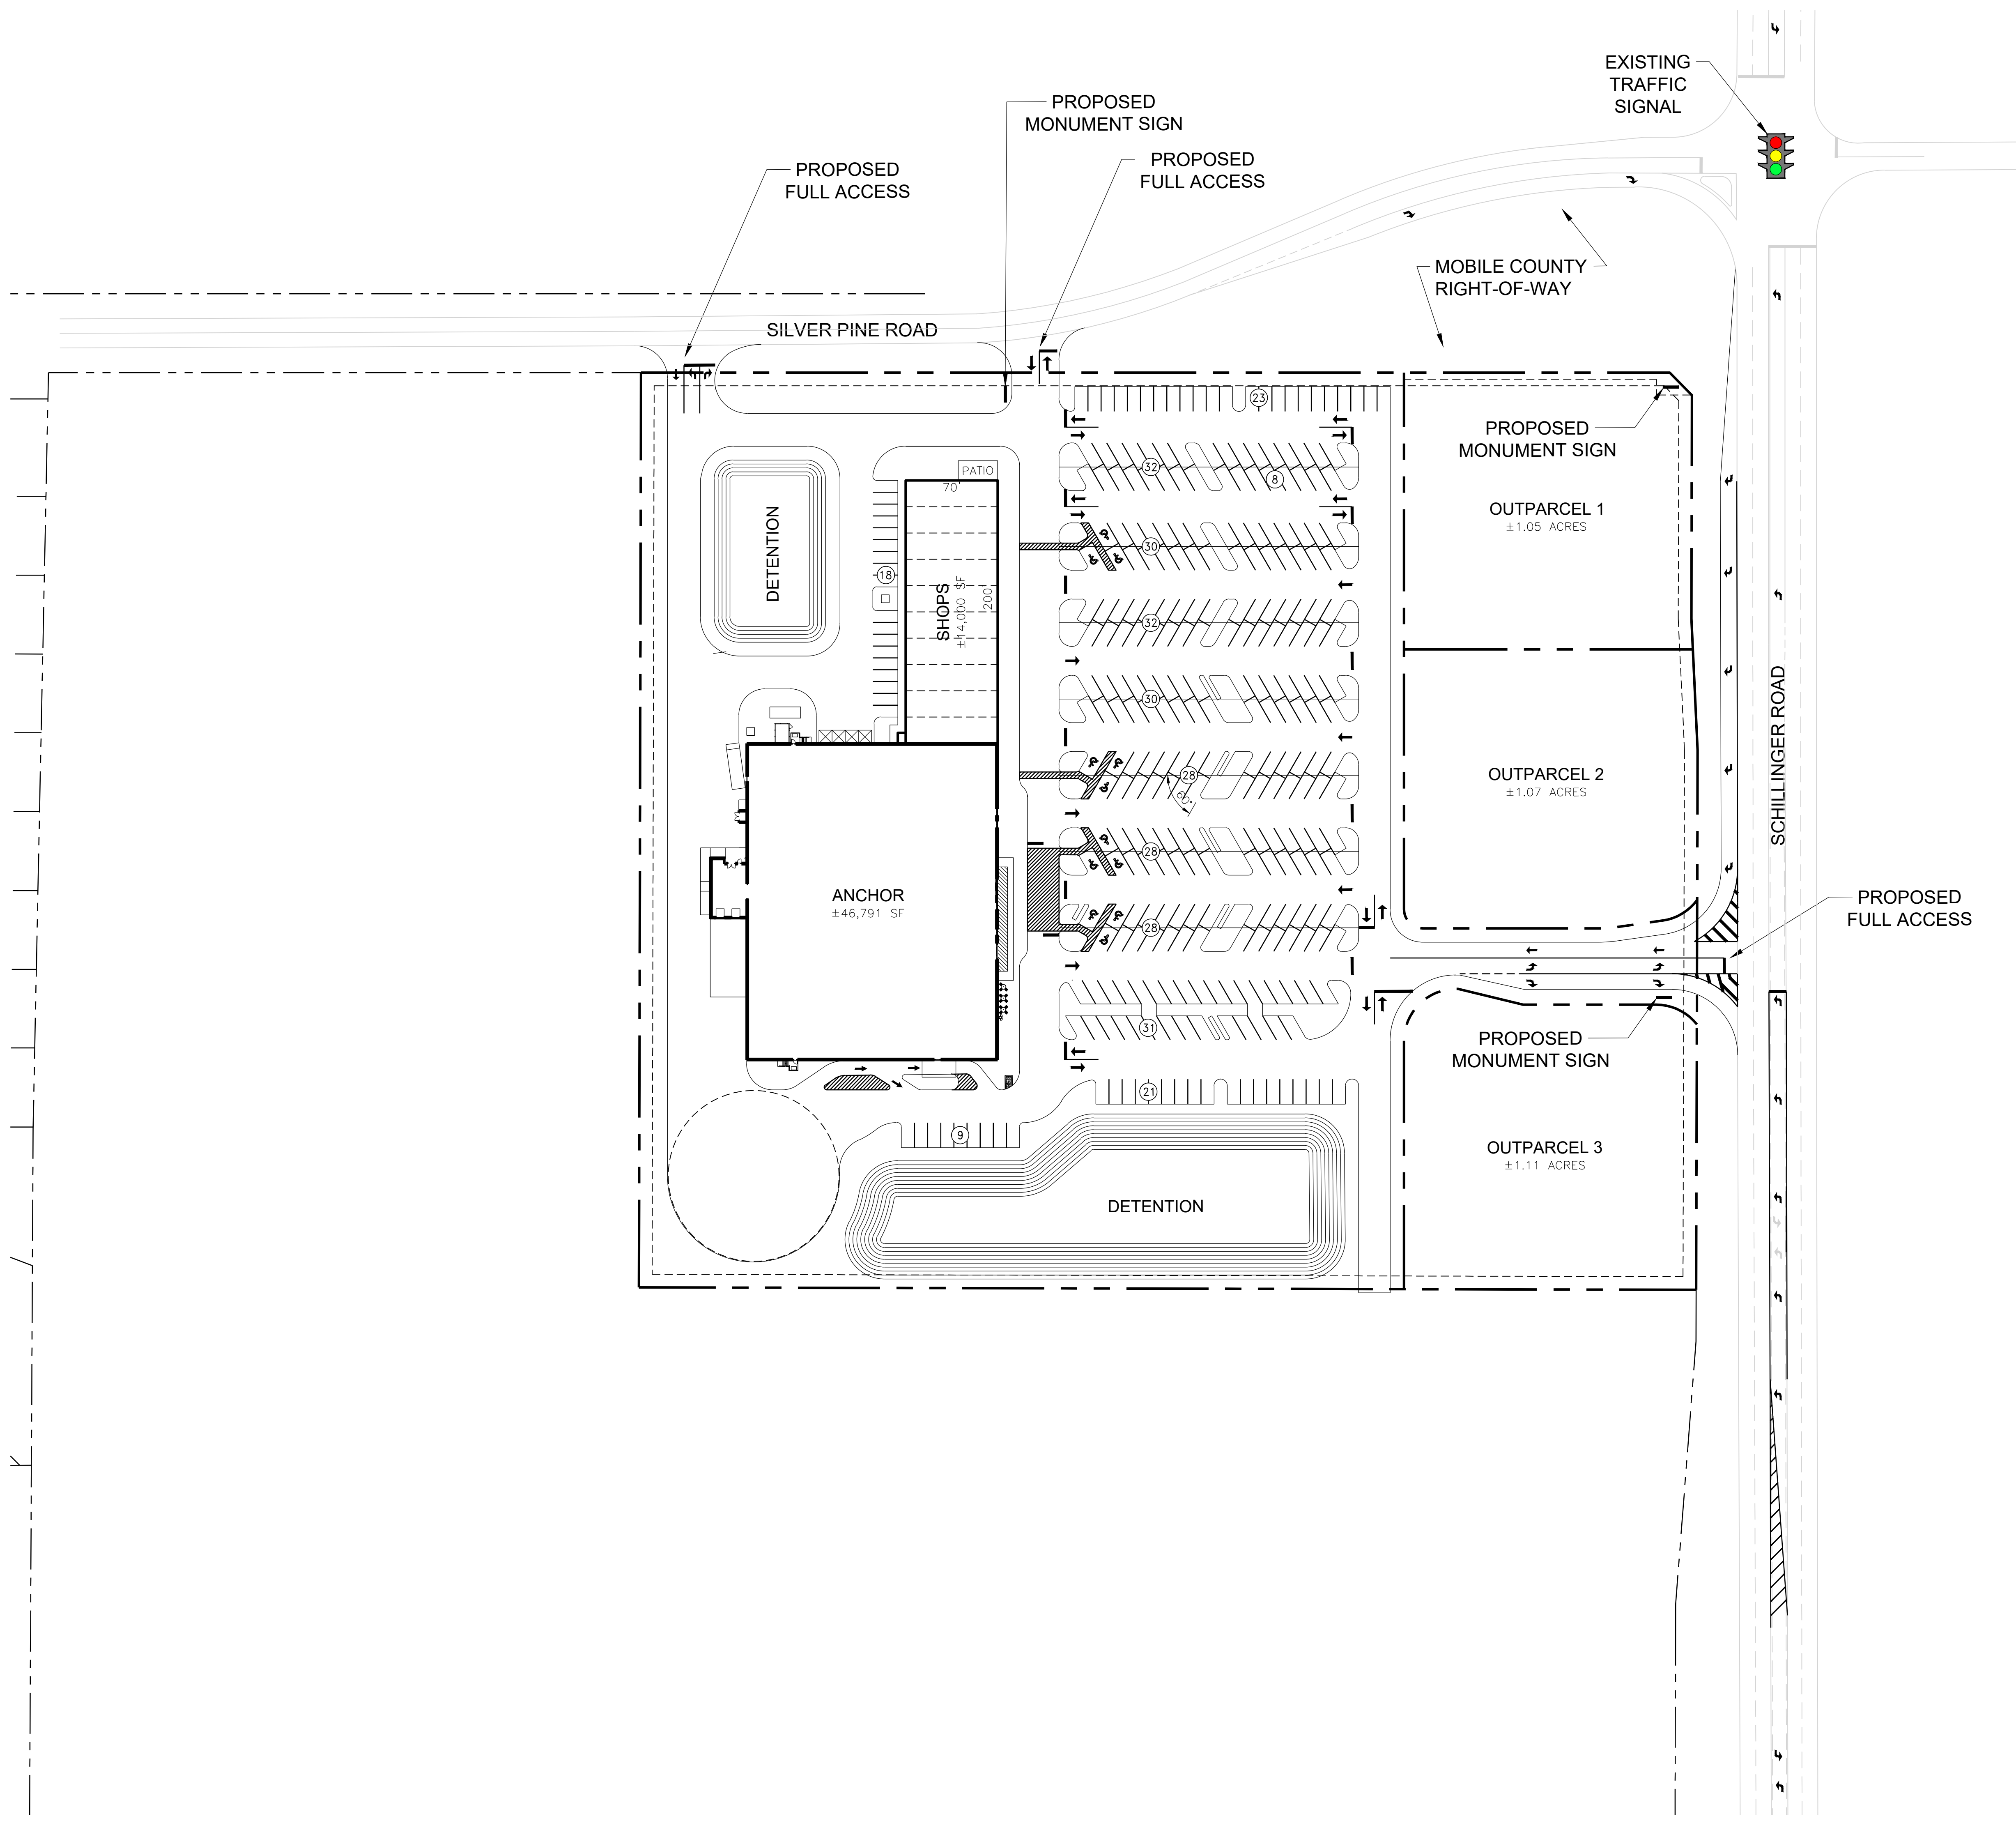 EXISTING
TRAFFIC
SIGNAL
PROPOSED
MONUMENT SIGN
PROPOSED
FULL ACCESS
PROPOSED
FULL ACCESS
MOBILE COUNTY
RIGHT-OF-WAY
SILVER PINE ROAD
23
PROPOSED
MONUMENT SIGN
32
8
PATIO
70'
OUTPARCEL 1
±1.05 ACRES
DETENTION
30
18
SHOPS
±14,000 SF
200'
32
30
SCHILLINGER ROAD
28
60°
OUTPARCEL 2
±1.07 ACRES
28
ANCHOR
±46,791 SF
28
PROPOSED
FULL ACCESS
31
PROPOSED
MONUMENT SIGN
21
9
OUTPARCEL 3
±1.11 ACRES
DETENTION